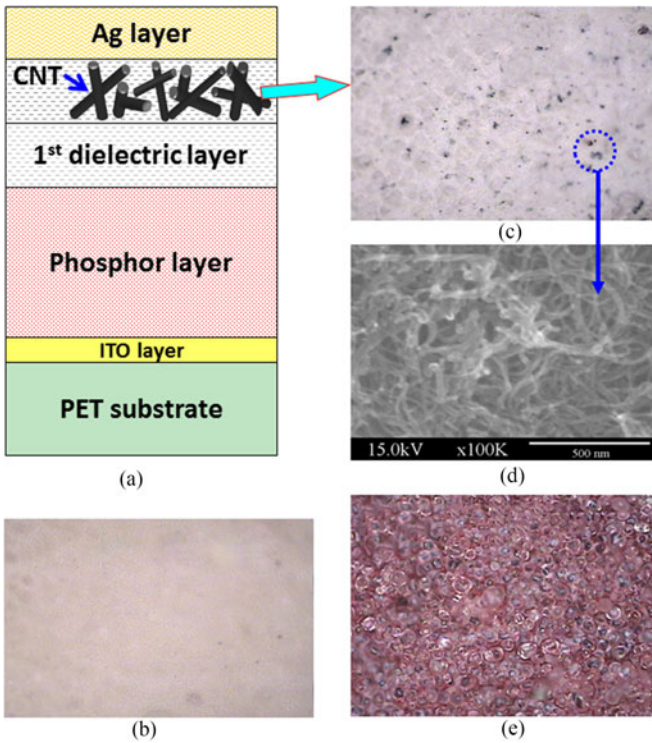 Ag layer
CNT
1st dielectric layer
Phosphor layer
ITO layer
PET substrate
(a)
(b)
(c)
15.0kV x100K 500 nm
(d)
(e)